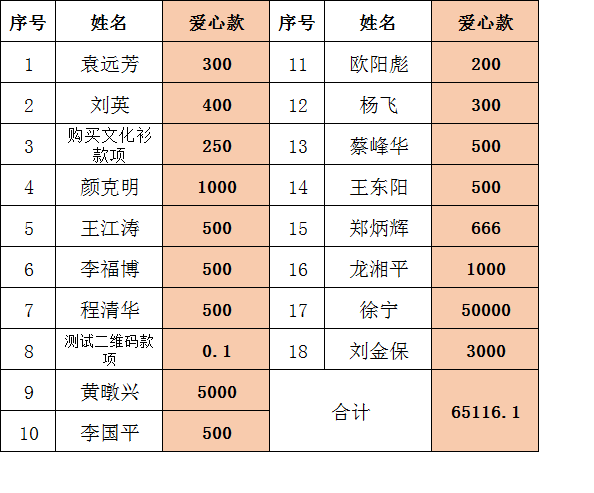 序号 姓名 爱心款 序号 姓名 爱心款
1 袁远芳 300 11 欧阳彪 200
2 刘英 400 12 杨飞 300
3 购买文化衫
款项 250 13 蔡峰华 500
4 颜克明 1000 14 王东阳 500
5 王江涛 500 15 郑炳辉 666
6 李福博 500 16 龙湘平 1000
7 程清华 500 17 徐宁 50000
8 测试二维码款
项 0.1 18 刘金保 3000
9 黄暾兴 5000 合计 65116.1
10 李国平 500